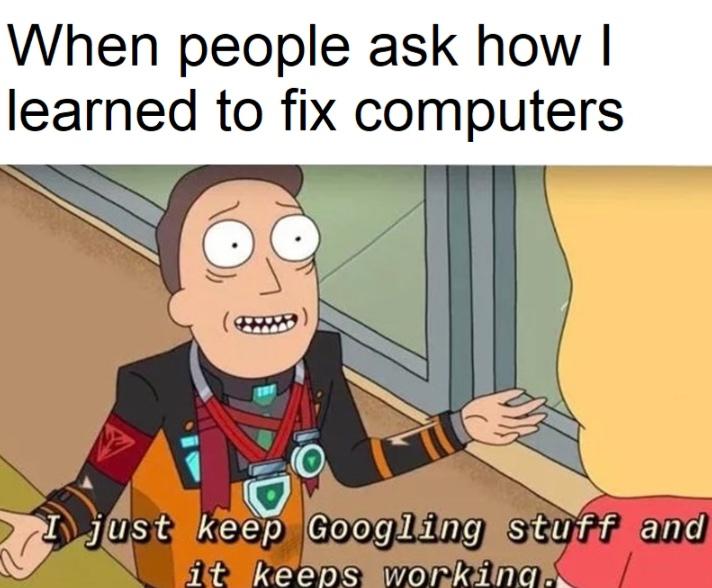 When people ask how I
learned to fix computers
I just keep Googling stuff and
it keeps working.